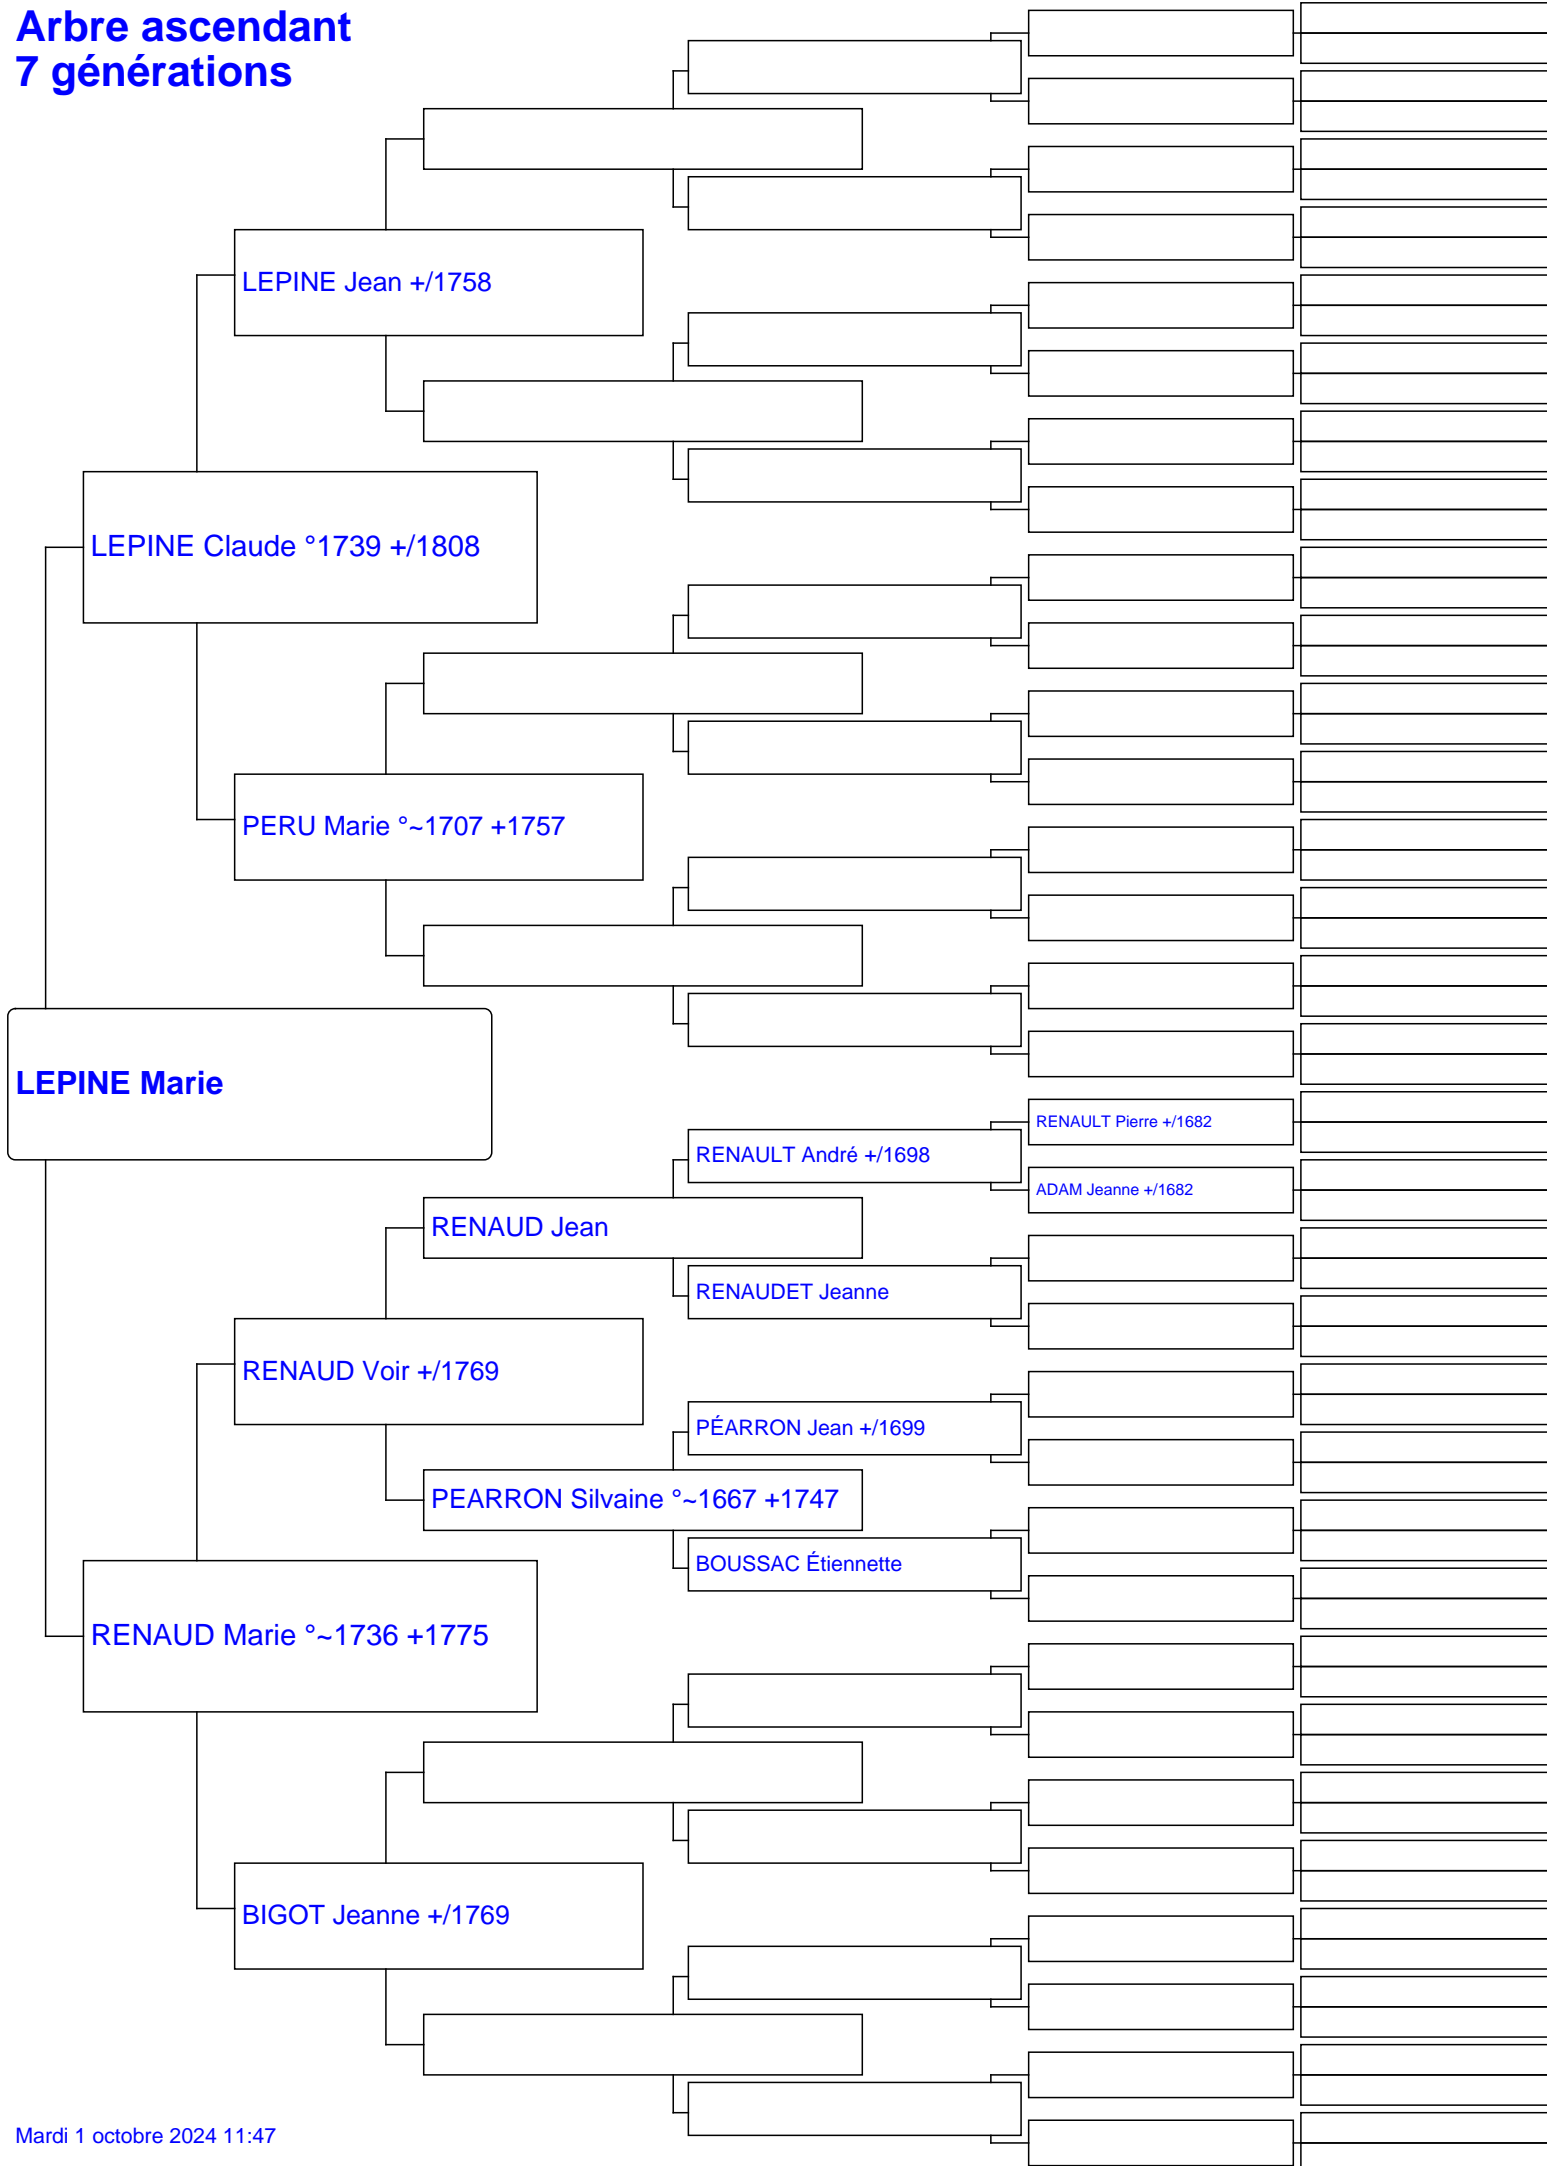 Arbre ascendant
7 générations
LEPINE Jean +/1758
LEPINE Claude °1739 +/1808
PERU Marie °~1707 +1757
LEPINE Marie
RENAULT Pierre +/1682
RENAULT André +/1698
ADAM Jeanne +/1682
RENAUD Jean
RENAUDET Jeanne
RENAUD Voir +/1769
PÉARRON Jean +/1699
PEARRON Silvaine °~1667 +1747
BOUSSAC Étiennette
RENAUD Marie °~1736 +1775
BIGOT Jeanne +/1769
Mardi 1 octobre 2024 11:47